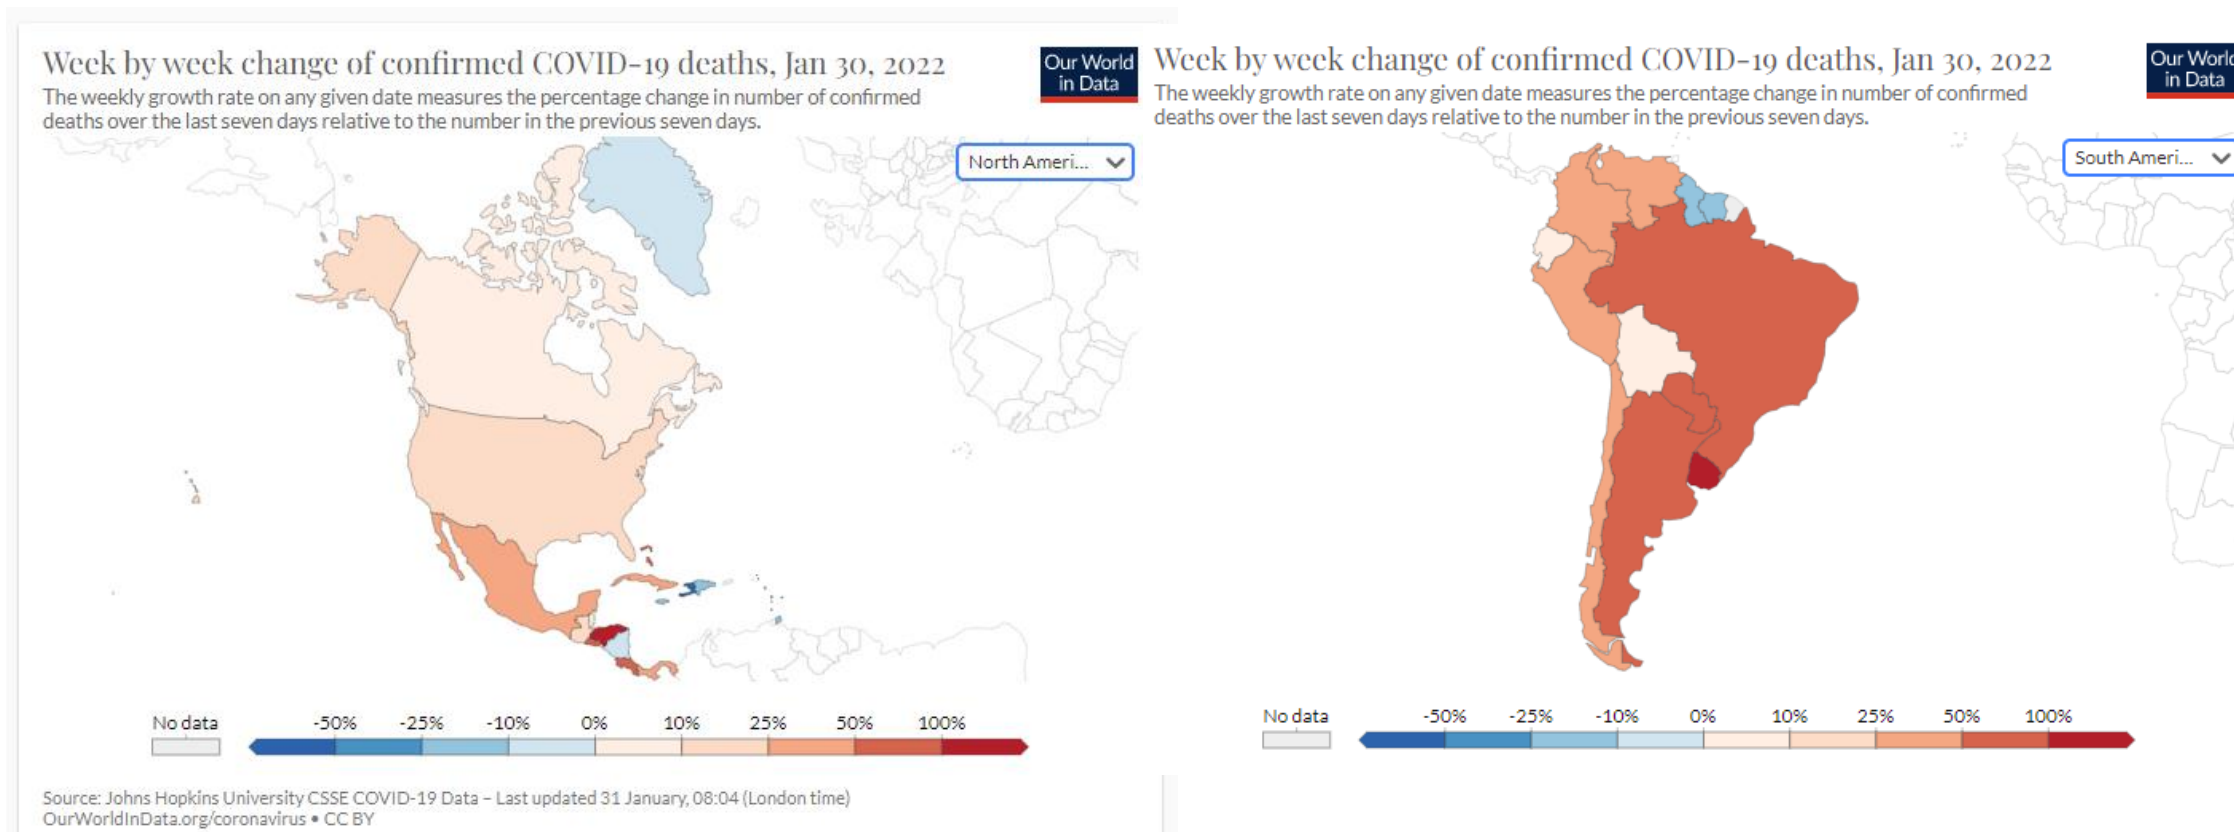 Week by week change of confirmed COVID-19 deaths, Jan 30, 2022
The weekly growth rate on any given date measures the percentage change in number of confirmed
deaths over the last seven days relative to the number in the previous seven days.
Our World
in Data
North Ameri...
No data
-50% -25% -10% 0% 10% 25% 50% 100%
Source: Johns Hopkins University CSSE COVID-19 Data – Last updated 31 January, 08:04 (London time)
OurWorldInData.org/coronavirus • CC BY
Week by week change of confirmed COVID-19 deaths, Jan 30, 2022
The weekly growth rate on any given date measures the percentage change in number of confirmed
deaths over the last seven days relative to the number in the previous seven days.
Our World
in Data
South Ameri...
No data
-50% -25% -10% 0% 10% 25% 50% 100%